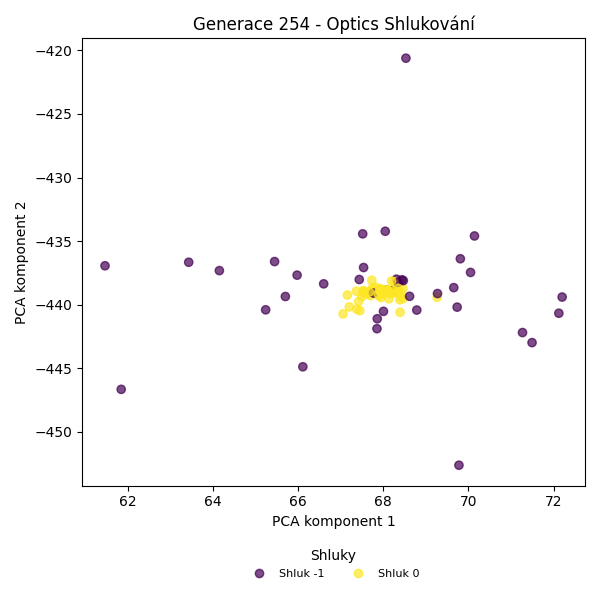 Generace 254 - Optics Shlukování
−420
−425
−430
−435
−440
−445
−450
PCA komponent 2
62
64
66
68
70
72
PCA komponent 1
Shluky
Shluk -1
Shluk 0